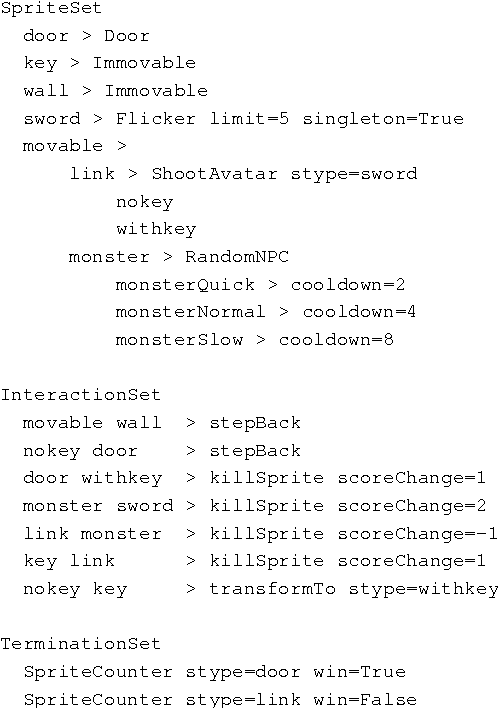 SpriteSet
  door > Door
  key > Immovable
  wall > Immovable
  sword > Flicker limit=5 singleton=True
  movable >
      link > ShootAvatar stype=sword
          nokey
          withkey
      monster > RandomNPC
          monsterQuick > cooldown=2
          monsterNormal > cooldown=4
          monsterSlow > cooldown=8

InteractionSet
  movable wall  > stepBack
  nokey door    > stepBack
  door withkey  > killSprite scoreChange=1
  monster sword > killSprite scoreChange=2
  link monster  > killSprite scoreChange=-1
  key link      > killSprite scoreChange=1
  nokey key     > transformTo stype=withkey

TerminationSet
  SpriteCounter stype=door win=True
  SpriteCounter stype=link win=False